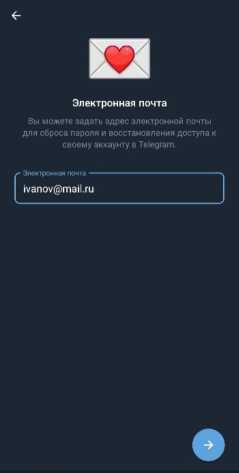 Электронная почта
Вы можете задать адрес электронной почты
для сброса пароля и восстановления доступа к
своему аккаунту в Telegram.
Электронная почта
ivanov@mail.ru